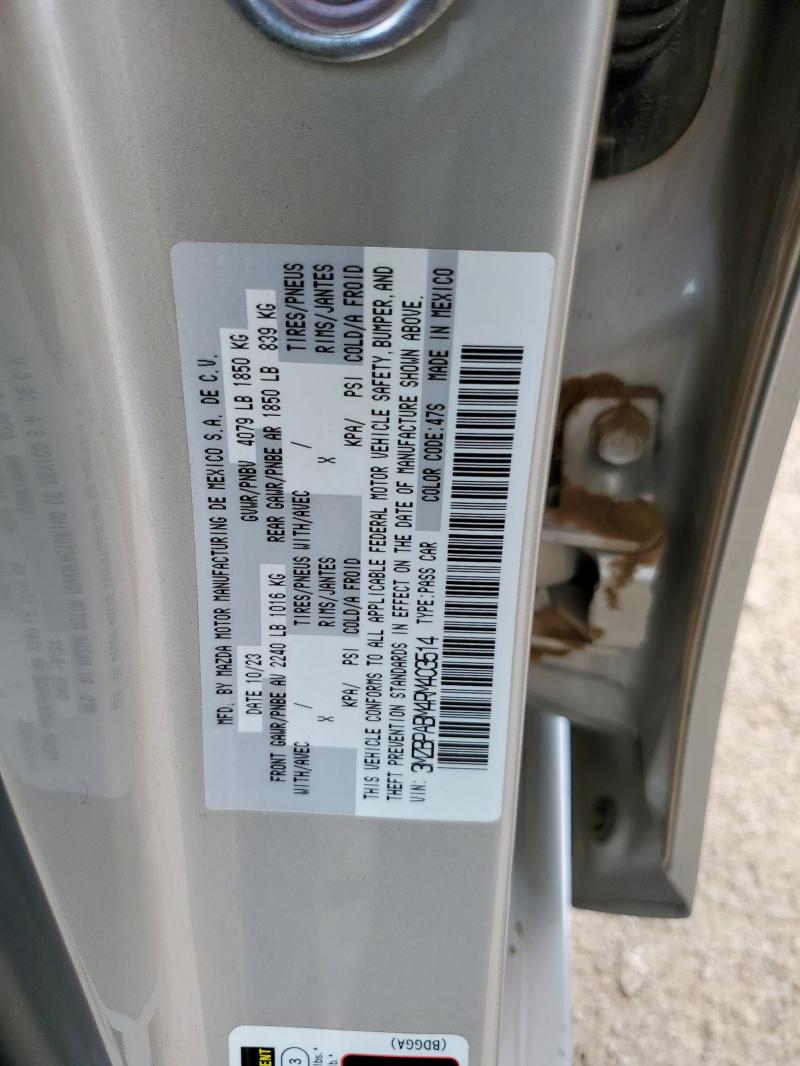 MFD. BY MAZDA MOTOR MANUFACTURING DE MEXICO S.A. DE C.V.
DATE 10/23 GVWR/PNBV 4079 LB 1850 KG
FRONT GAWR/PNBE AV 2240 LB 1016 KG REAR GAWR/PNBE AR 1850 LB 839 KG
WITH/AVEC / TIRES/PNEUS WITH/AVEC / TIRES/PNEUS
X RIMS/JANTES X RIMS/JANTES
KPA/ PSI COLD/A FROID KPA/ PSI COLD/A FROID
THIS VEHICLE CONFORMS TO ALL APPLICABLE FEDERAL MOTOR VEHICLE SAFETY, BUMPER, AND
THEFT PREVENTION STANDARDS IN EFFECT ON THE DATE OF MANUFACTURE SHOWN ABOVE.
VIN: 3MZBPABM4RM403514 TYPE:PASS CAR COLOR CODE:47S MADE IN MEXICO
(BDGGA)
3
lbs.*